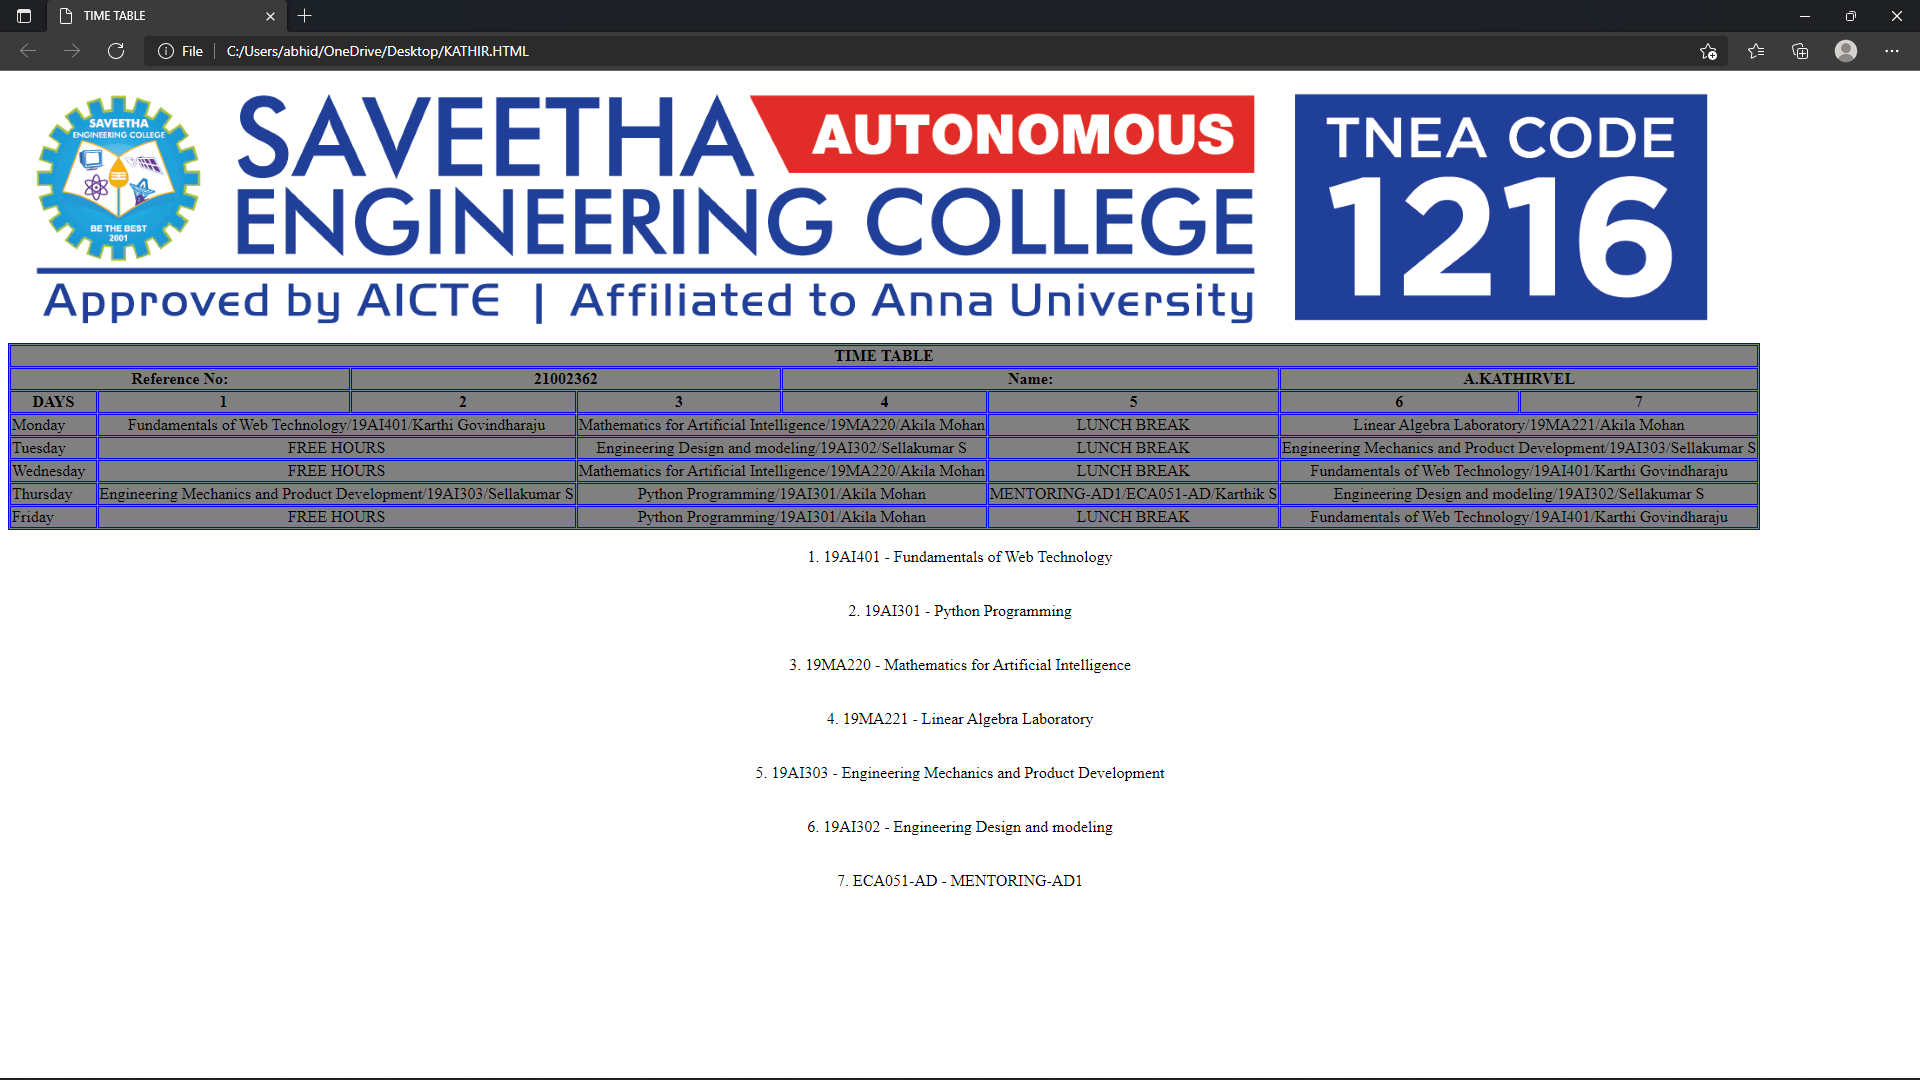 TIME TABLE
File
C:/Users/abhid/OneDrive/Desktop/KATHIR.HTML
SAVEETHA
ENGINEERING COLLEGE
BE THE BEST
2001
SAVEETHA AUTONOMOUS
ENGINEERING COLLEGE
Approved by AICTE | Affiliated to Anna University
TNEA CODE
1216
TIME TABLE
Reference No: 21002362 Name: A.KATHIRVEL
DAYS 1 2 3 4 5 6 7
Monday Fundamentals of Web Technology/19AI401/Karthi Govindharaju Mathematics for Artificial Intelligence/19MA220/Akila Mohan LUNCH BREAK Linear Algebra Laboratory/19MA221/Akila Mohan
Tuesday FREE HOURS Engineering Design and modeling/19AI302/Sellakumar S LUNCH BREAK Engineering Mechanics and Product Development/19AI303/Sellakumar S
Wednesday FREE HOURS Mathematics for Artificial Intelligence/19MA220/Akila Mohan LUNCH BREAK Fundamentals of Web Technology/19AI401/Karthi Govindharaju
Thursday Engineering Mechanics and Product Development/19AI303/Sellakumar S Python Programming/19AI301/Akila Mohan MENTORING-AD1/ECA051-AD/Karthik S Engineering Design and modeling/19AI302/Sellakumar S
Friday FREE HOURS Python Programming/19AI301/Akila Mohan LUNCH BREAK Fundamentals of Web Technology/19AI401/Karthi Govindharaju
1. 19AI401 - Fundamentals of Web Technology
2. 19AI301 - Python Programming
3. 19MA220 - Mathematics for Artificial Intelligence
4. 19MA221 - Linear Algebra Laboratory
5. 19AI303 - Engineering Mechanics and Product Development
6. 19AI302 - Engineering Design and modeling
7. ECA051-AD - MENTORING-AD1